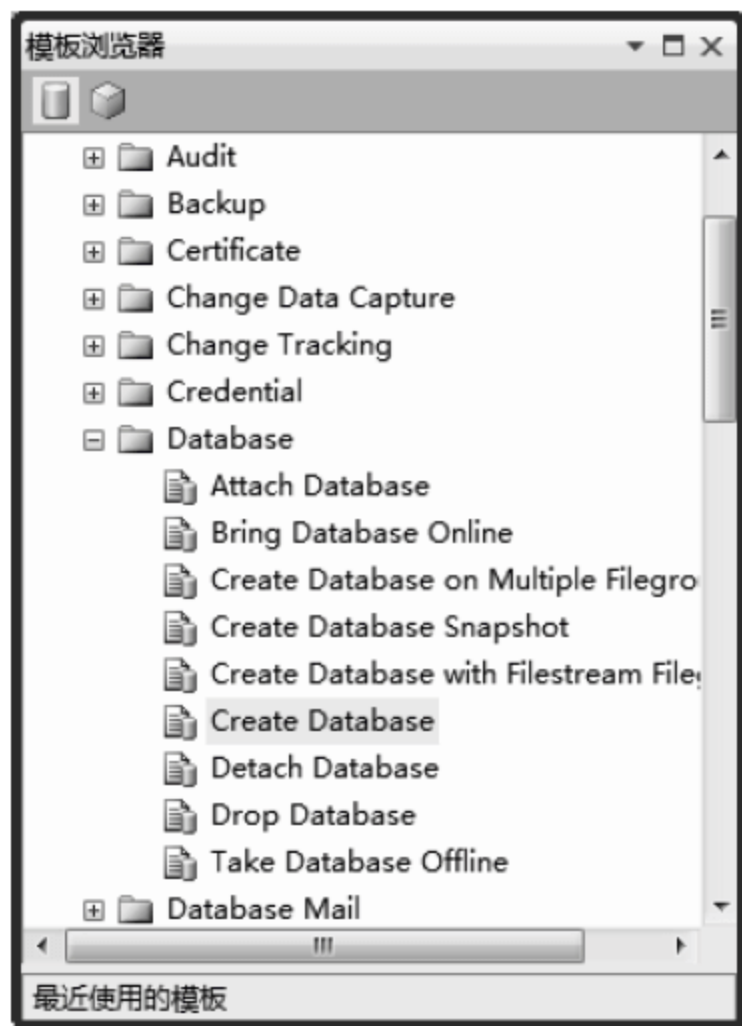 模板浏览器
Audit
Backup
Certificate
Change Data Capture
Change Tracking
Credential
Database
Attach Database
Bring Database Online
Create Database on Multiple Filegro
Create Database Snapshot
Create Database with Filestream File
Create Database
Detach Database
Drop Database
Take Database Offline
Database Mail
最近使用的模板